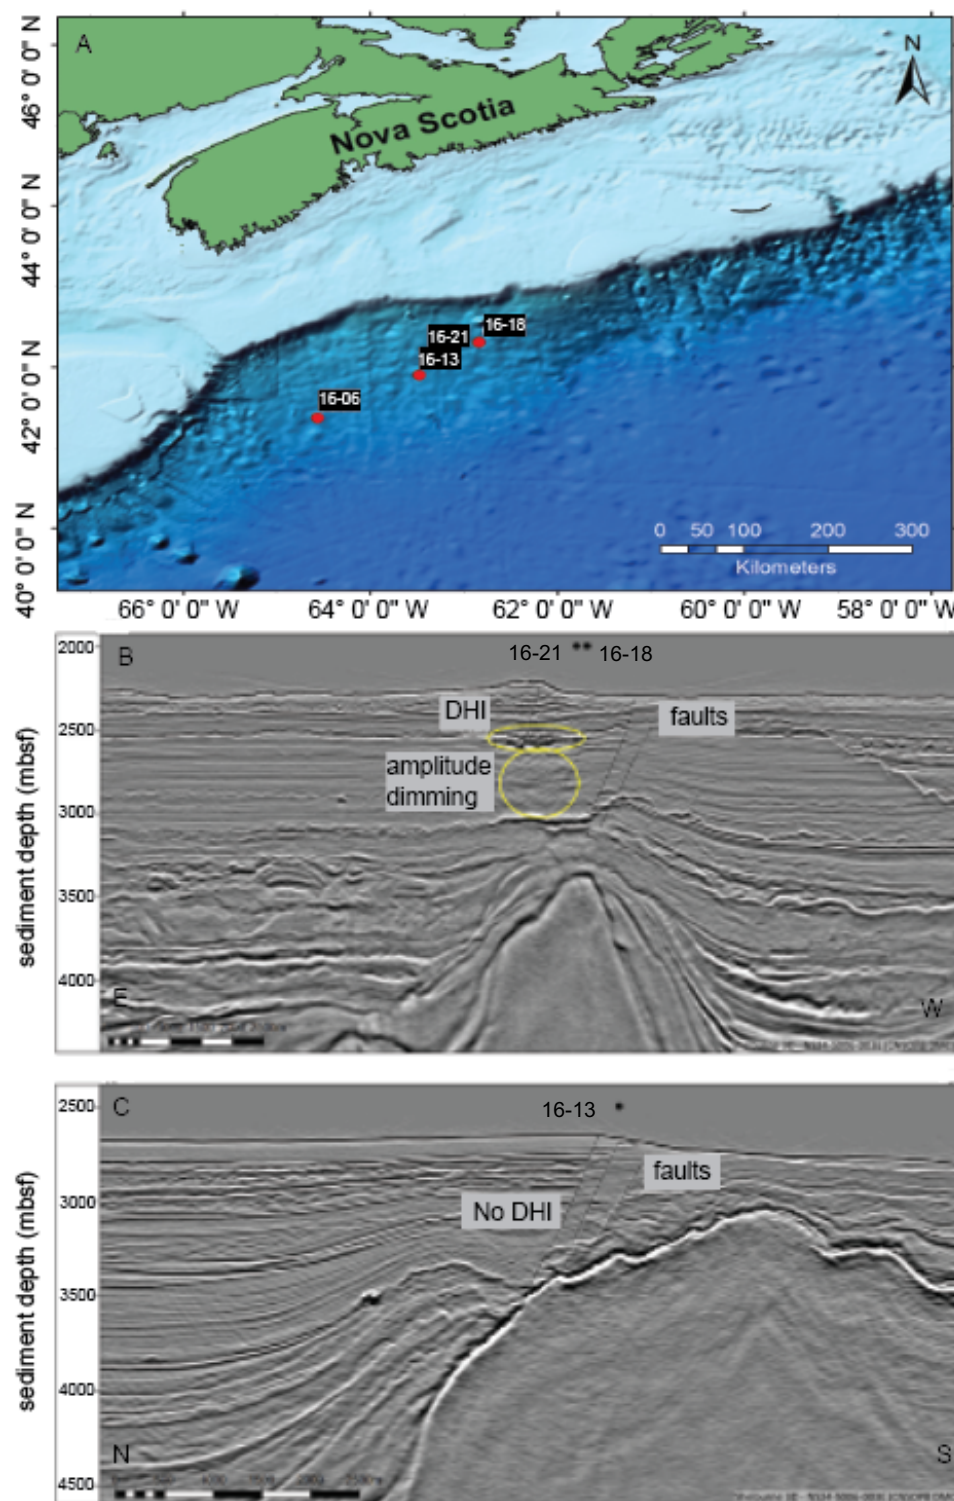 A
N
Nova Scotia
46° 0' 0" N
44° 0' 0" N
42° 0' 0" N
40° 0' 0" N
16-18
16-21
16-13
16-06
0 50 100 200 300
Kilometers
66° 0' 0" W
64° 0' 0" W
62° 0' 0" W
60° 0' 0" W
58° 0' 0" W
B
16-21
16-18
DHI
faults
amplitude
dimming
sediment depth (mbsf)
2000
2500
3000
3500
4000
E
W
C
16-13
faults
No DHI
sediment depth (mbsf)
2500
3000
3500
4000
4500
N
S